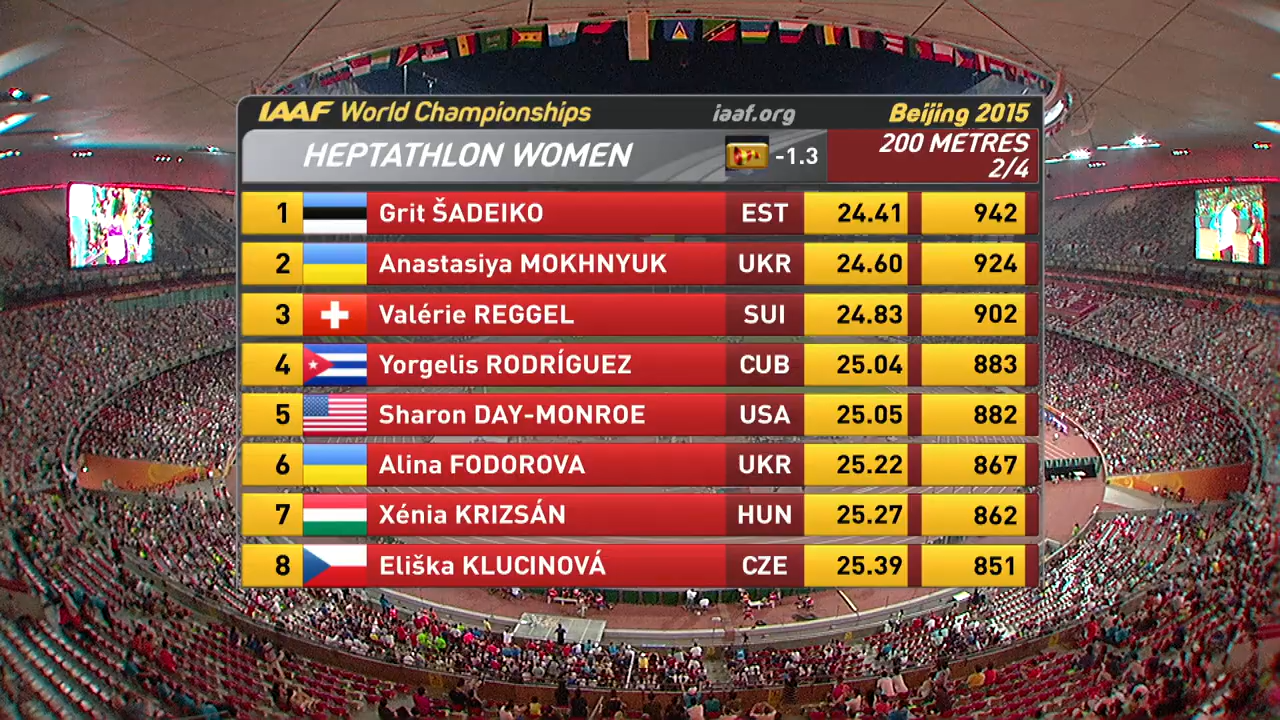 IAAF World Championships iaaf.org Beijing 2015
HEPTATHLON WOMEN -1.3 200 METRES
2/4
1 Grit ŠADEIKO EST 24.41 942
2 Anastasiya MOKHNYUK UKR 24.60 924
3 Valérie REGGEL SUI 24.83 902
4 Yorgelis RODRÍGUEZ CUB 25.04 883
5 Sharon DAY-MONROE USA 25.05 882
6 Alina FODOROVA UKR 25.22 867
7 Xénia KRIZSÁN HUN 25.27 862
8 Eliška KLUCINOVÁ CZE 25.39 851